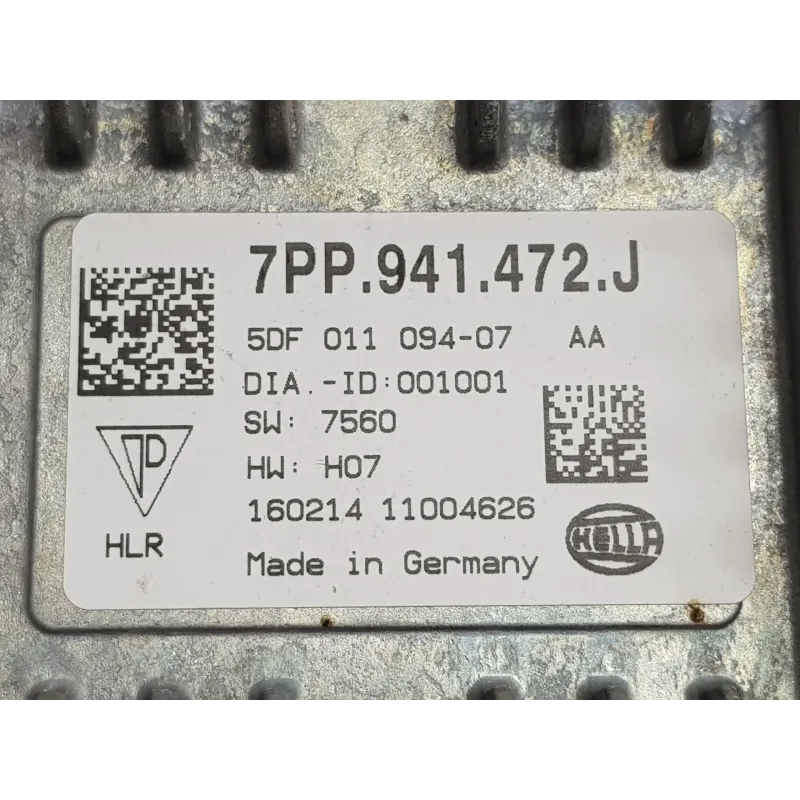 7PP.941.472.J
5DF 011 094-07 AA
DIA.-ID:001001
SW: 7560
HW: H07
160214 11004626
Made in Germany
PD
HLR
HELLA